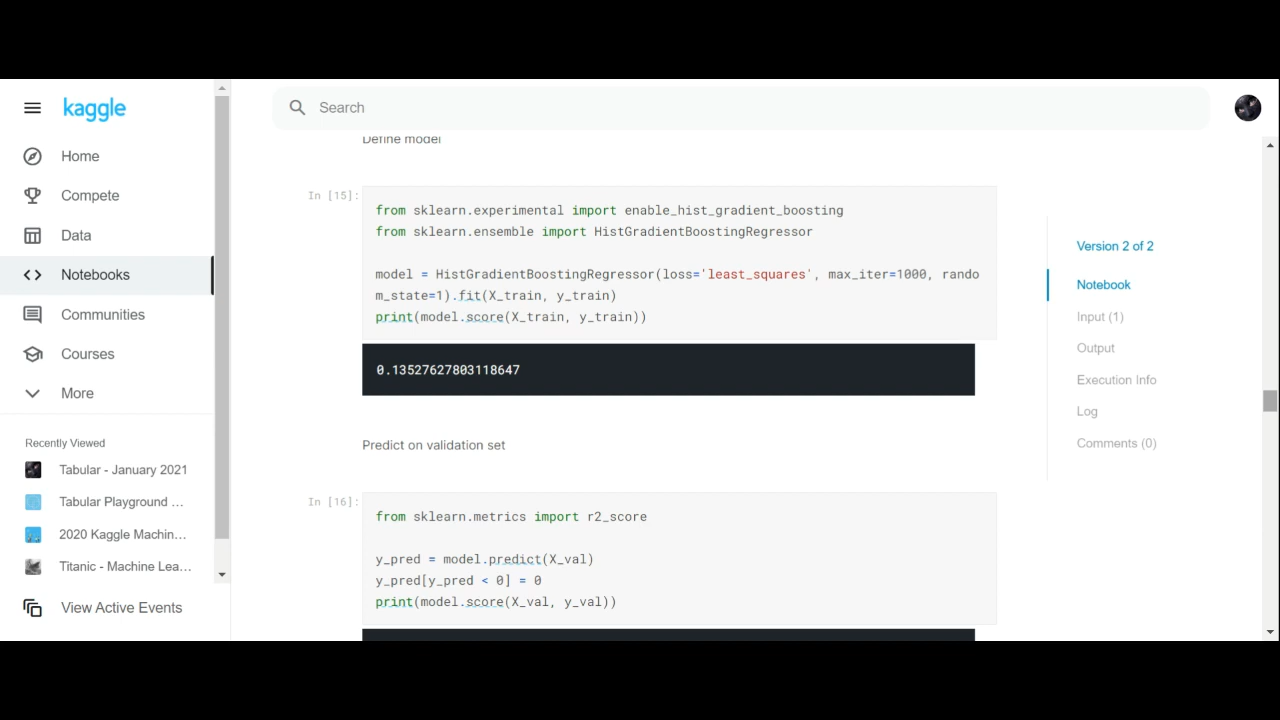 kaggle
Search
Home
Compete
Data
Notebooks
Communities
Courses
More
Recently Viewed
Tabular - January 2021
Tabular Playground ...
2020 Kaggle Machin...
Titanic - Machine Lea...
View Active Events
Define model
In [15]:
from sklearn.experimental import enable_hist_gradient_boosting
from sklearn.ensemble import HistGradientBoostingRegressor
model = HistGradientBoostingRegressor(loss='least_squares', max_iter=1000, rando
m_state=1).fit(X_train, y_train)
print(model.score(X_train, y_train))
0.13527627803118647
Predict on validation set
In [16]:
from sklearn.metrics import r2_score
y_pred = model.predict(X_val)
y_pred[y_pred < 0] = 0
print(model.score(X_val, y_val))
Version 2 of 2
Notebook
Input (1)
Output
Execution Info
Log
Comments (0)